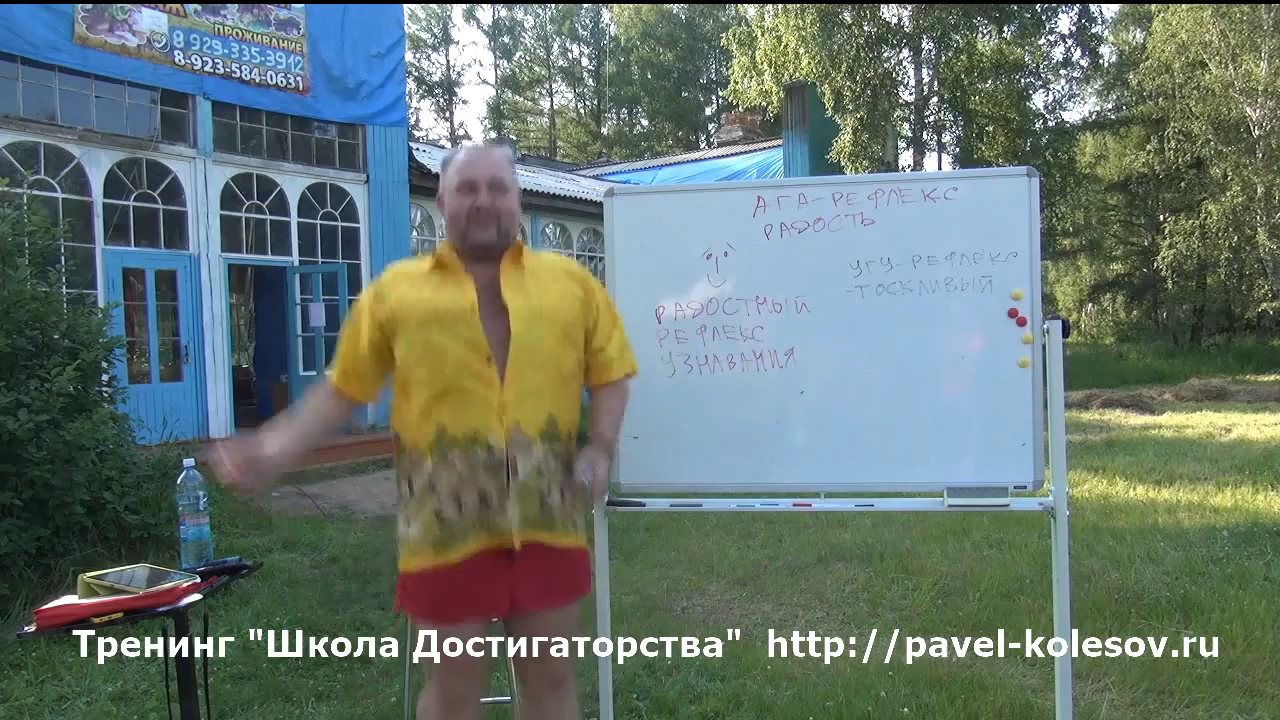 ПРОЖИВАНИЕ
8 929-335-3912
8-923-584-0631
АГА-РЕФЛЕКС
РАДОСТЬ
РАДОСТНЫЙ
РЕФЛЕКС
УЗНАВАНИЯ
УГУ-РЕФЛЕКС
-ТОСКЛИВЫЙ
Тренинг "Школа Достигаторства" http://pavel-kolesov.ru